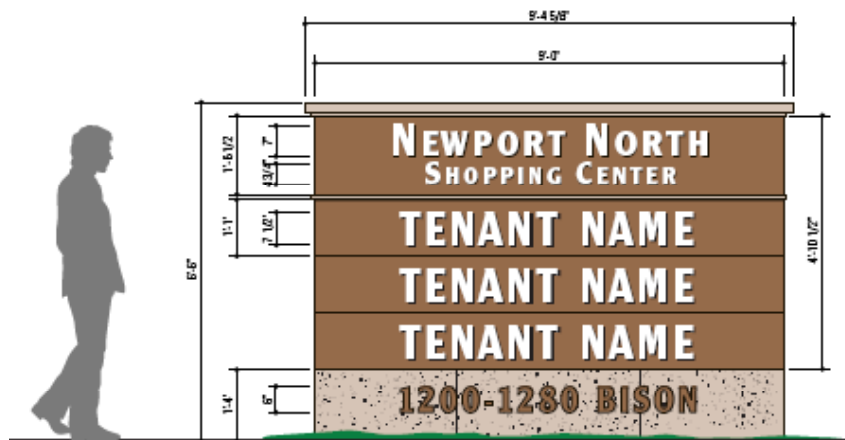 9'-4 5/8"
9'-0"
NEWPORT NORTH
SHOPPING CENTER
TENANT NAME
TENANT NAME
TENANT NAME
1200-1280 BISON
6'-6"
1'-6 1/2
7"
4 3/4"
1'-1"
7 1/2"
1'-4"
6"
4'-10 1/2"